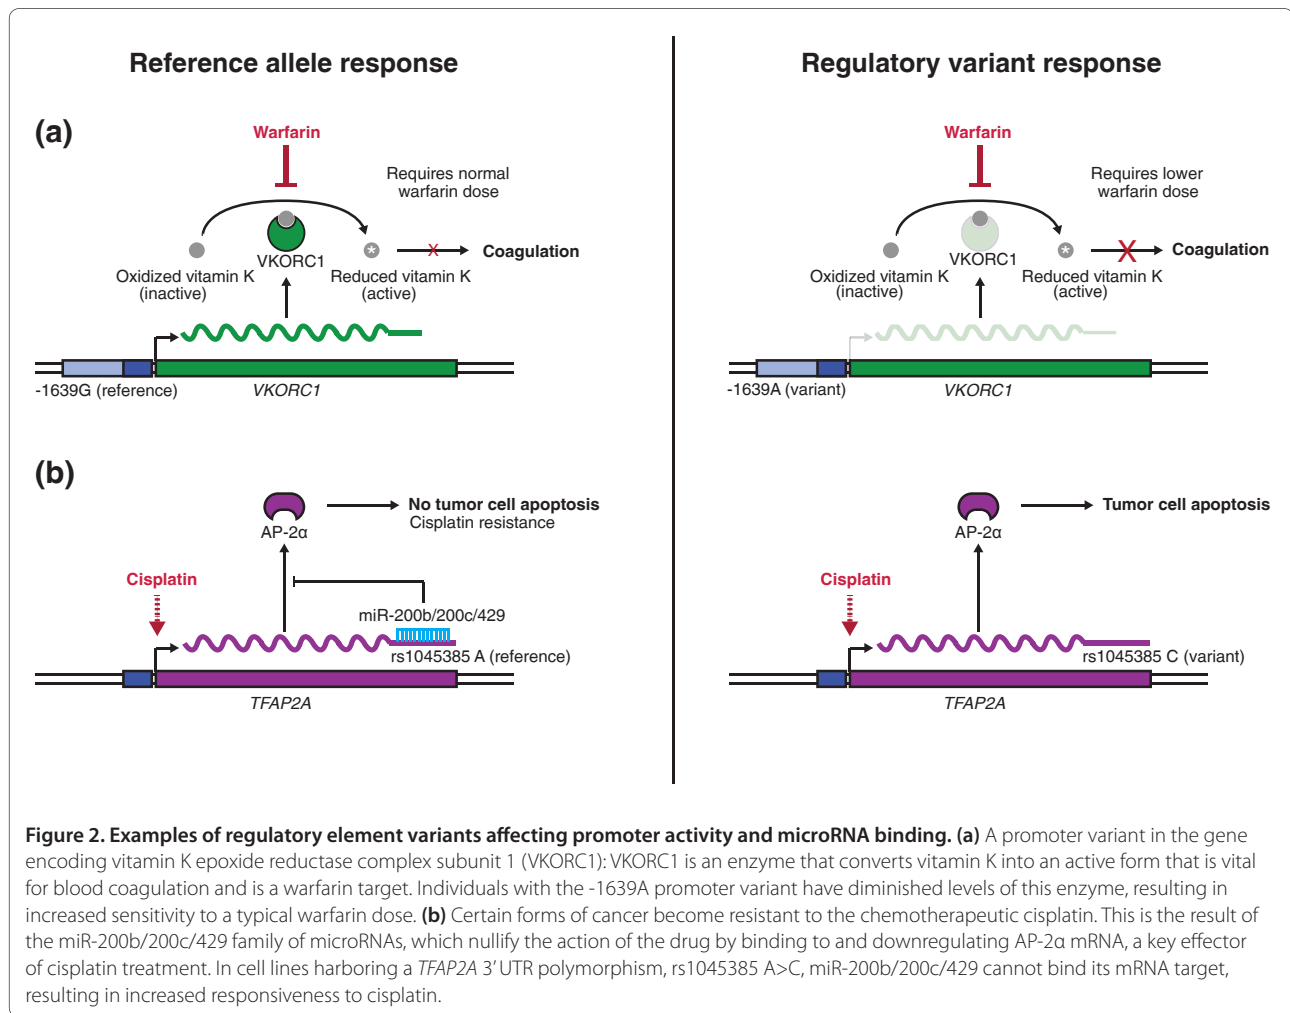 Reference allele response
Regulatory variant response
(a)
Warfarin
Requires normal
warfarin dose
Coagulation
x
*
VKORC1
Oxidized vitamin K
(inactive)
Reduced vitamin K
(active)
-1639G (reference)
VKORC1
Warfarin
Requires lower
warfarin dose
Coagulation
X
*
VKORC1
Oxidized vitamin K
(inactive)
Reduced vitamin K
(active)
-1639A (variant)
VKORC1
(b)
No tumor cell apoptosis
Cisplatin resistance
AP-2α
Cisplatin
miR-200b/200c/429
rs1045385 A (reference)
TFAP2A
Tumor cell apoptosis
AP-2α
Cisplatin
rs1045385 C (variant)
TFAP2A
Figure 2. Examples of regulatory element variants affecting promoter activity and microRNA binding. (a) A promoter variant in the gene
encoding vitamin K epoxide reductase complex subunit 1 (VKORC1): VKORC1 is an enzyme that converts vitamin K into an active form that is vital
for blood coagulation and is a warfarin target. Individuals with the -1639A promoter variant have diminished levels of this enzyme, resulting in
increased sensitivity to a typical warfarin dose. (b) Certain forms of cancer become resistant to the chemotherapeutic cisplatin. This is the result of
the miR-200b/200c/429 family of microRNAs, which nullify the action of the drug by binding to and downregulating AP-2α mRNA, a key effector
of cisplatin treatment. In cell lines harboring a TFAP2A 3' UTR polymorphism, rs1045385 A>C, miR-200b/200c/429 cannot bind its mRNA target,
resulting in increased responsiveness to cisplatin.